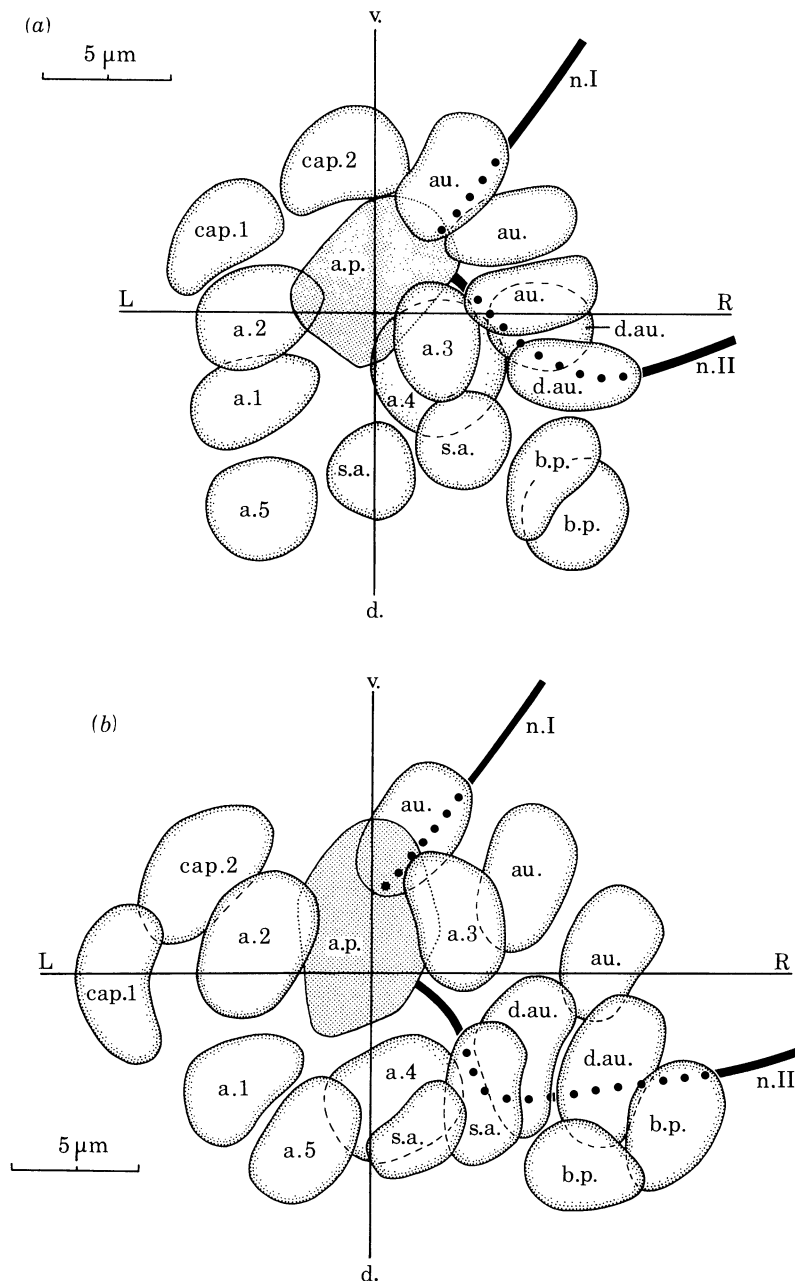 (a)
v.
5 µm
n.I
cap.2
au.
cap.1
au.
a.p.
au.
L
R
a.2
d.au.
a.3
n.II
d.au.
a.4
a.1
s.a.
b.p.
s.a.
a.5
b.p.
d.
v.
(b)
n.I
au.
cap.2
au.
a.2
a.3
a.p.
au.
L
R
cap.1
d.au.
d.au.
a.4
n.II
a.1
b.p.
s.a.
s.a.
5 µm
a.5
b.p.
d.